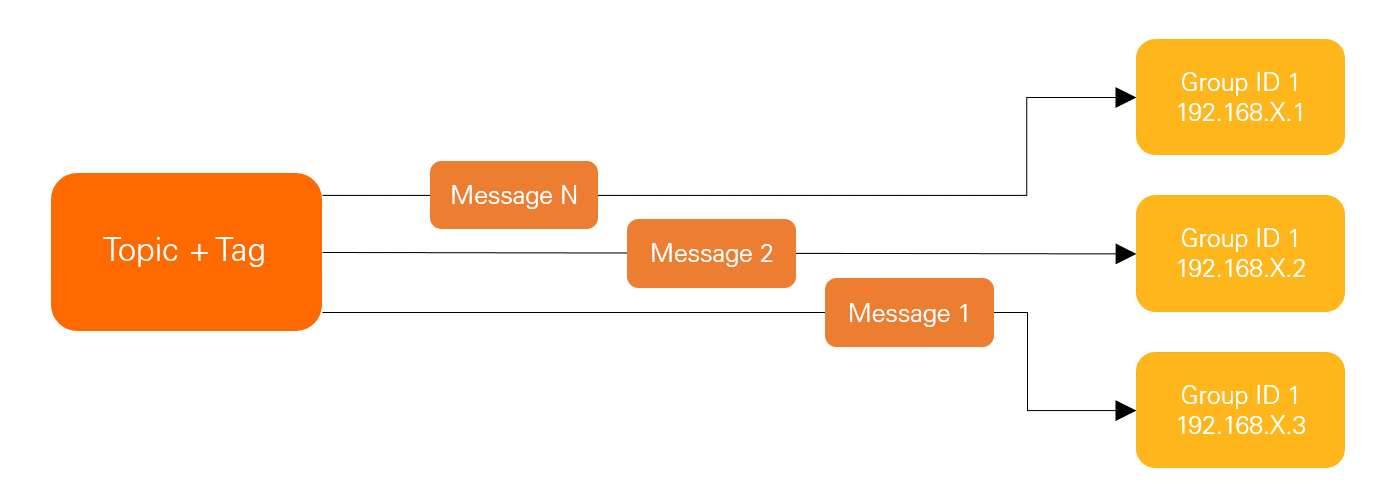 Topic + Tag
Message N
Message 2
Message 1
Group ID 1
192.168.X.1
Group ID 1
192.168.X.2
Group ID 1
192.168.X.3